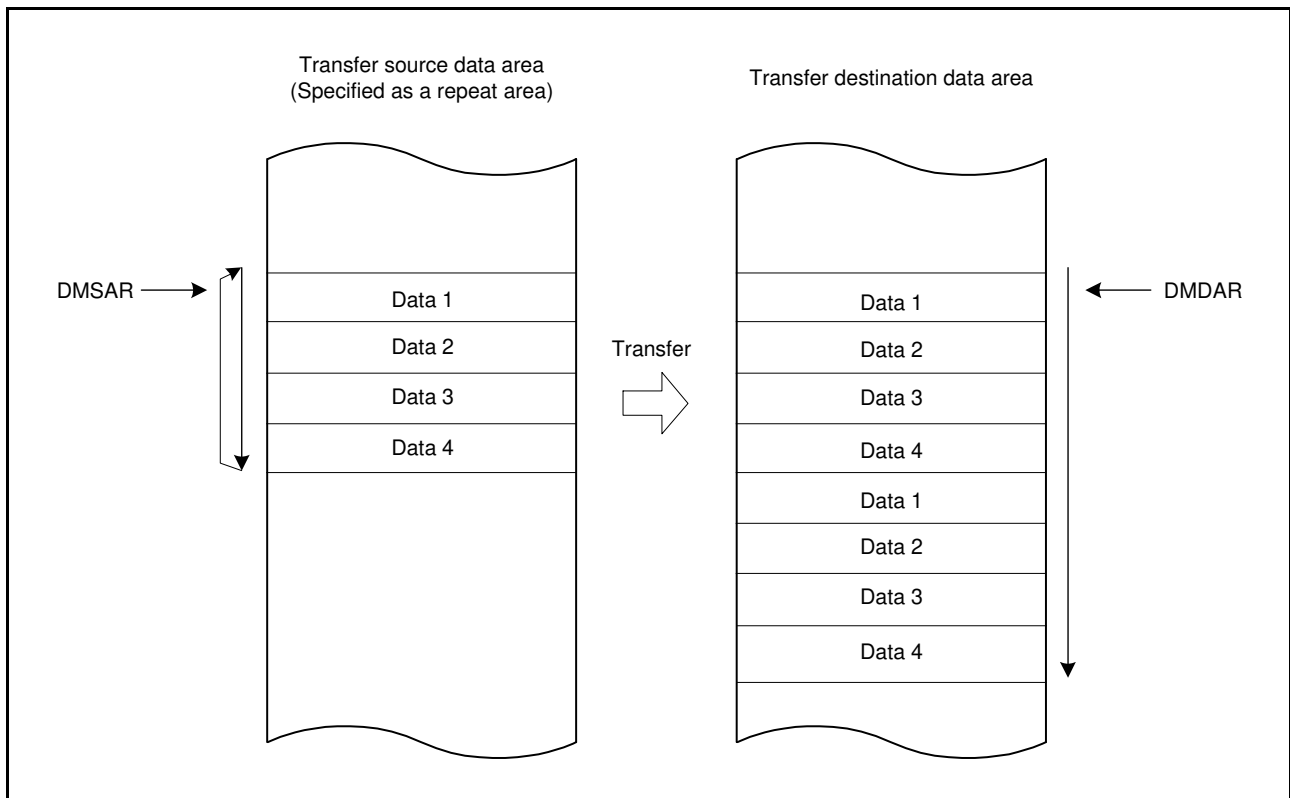 Transfer source data area
(Specified as a repeat area)
Transfer destination data area
DMSAR
Data 1
Data 2
Data 3
Data 4
Transfer
Data 1
Data 2
Data 3
Data 4
Data 1
Data 2
Data 3
Data 4
DMDAR